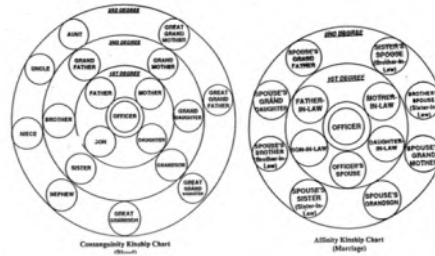 3RD DEGREE
AUNT
GREAT
GRAND
MOTHER
2ND DEGREE
UNCLE
GRAND
FATHER
GRAND
MOTHER
1ST DEGREE
GREAT
GRAND
FATHER
FATHER
MOTHER
BROTHER
OFFICER
GRAND
DAUGHTER
NIECE
JON
DAUGHTER
SISTER
GRANDSON
NEPHEW
GREAT
GRAND
GREAT
GRANDSON
Consanguinity Kinship Chart
(Blood)
2ND DEGREE
SPOUSE'S
GRAND
FATHER
SISTER'S
SPOUSE
(Brother-in-
Law)
1ST DEGREE
SPOUSE'S
GRAND
DAUGHTER
FATHER-
IN-LAW
MOTHER-
IN-LAW
BROTHER'S
SPOUSE
(Sister-in-
Law)
OFFICER
SPOUSE'S
BROTHER
(Brother-in-
Law)
SON-IN-LAW
DAUGHTER-
IN-LAW
SPOUSE'S
GRAND
MOTHER
OFFICER'S
SPOUSE
SPOUSE'S
SISTER
(Sister-in-
Law)
SPOUSE'S
GRANDSON
Affinity Kinship Chart
(Marriage)